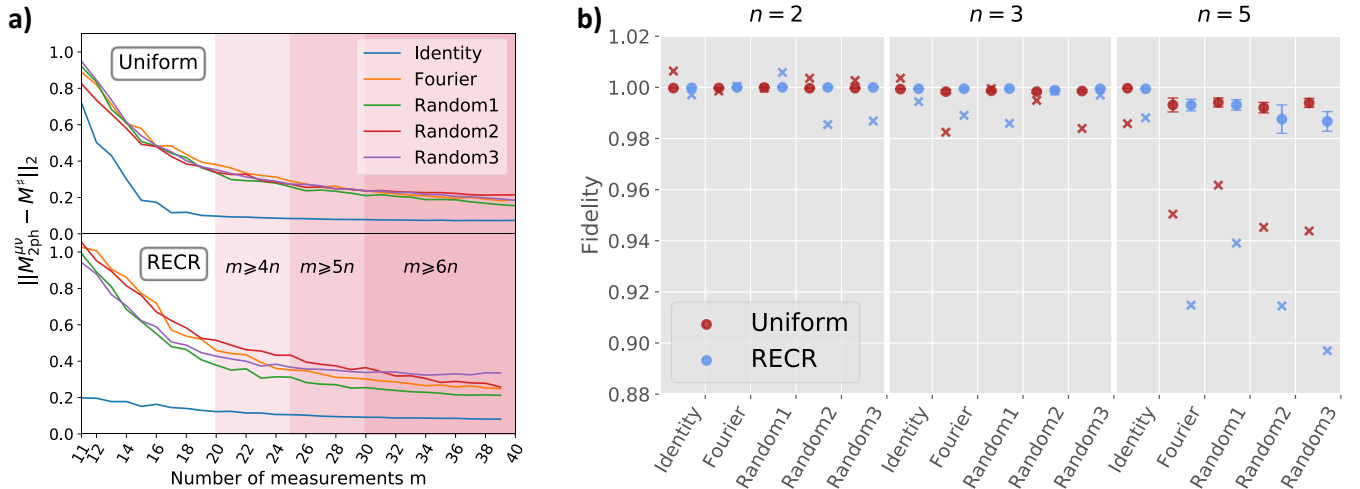 a)
||M^{μν}_{2ph} − M^♯||_2
1.0
0.8
0.6
0.4
0.2
0.0
Uniform
Identity
Fourier
Random1
Random2
Random3
1.0
0.8
0.6
0.4
0.2
0.0
RECR
m⩾4n
m⩾5n
m⩾6n
11
12
14
16
18
20
22
24
26
28
30
32
34
36
38
40
Number of measurements m
b)
n = 2
n = 3
n = 5
Fidelity
1.02
1.00
0.98
0.96
0.94
0.92
0.90
0.88
Uniform
RECR
Identity
Fourier
Random1
Random2
Random3
Identity
Fourier
Random1
Random2
Random3
Identity
Fourier
Random1
Random2
Random3